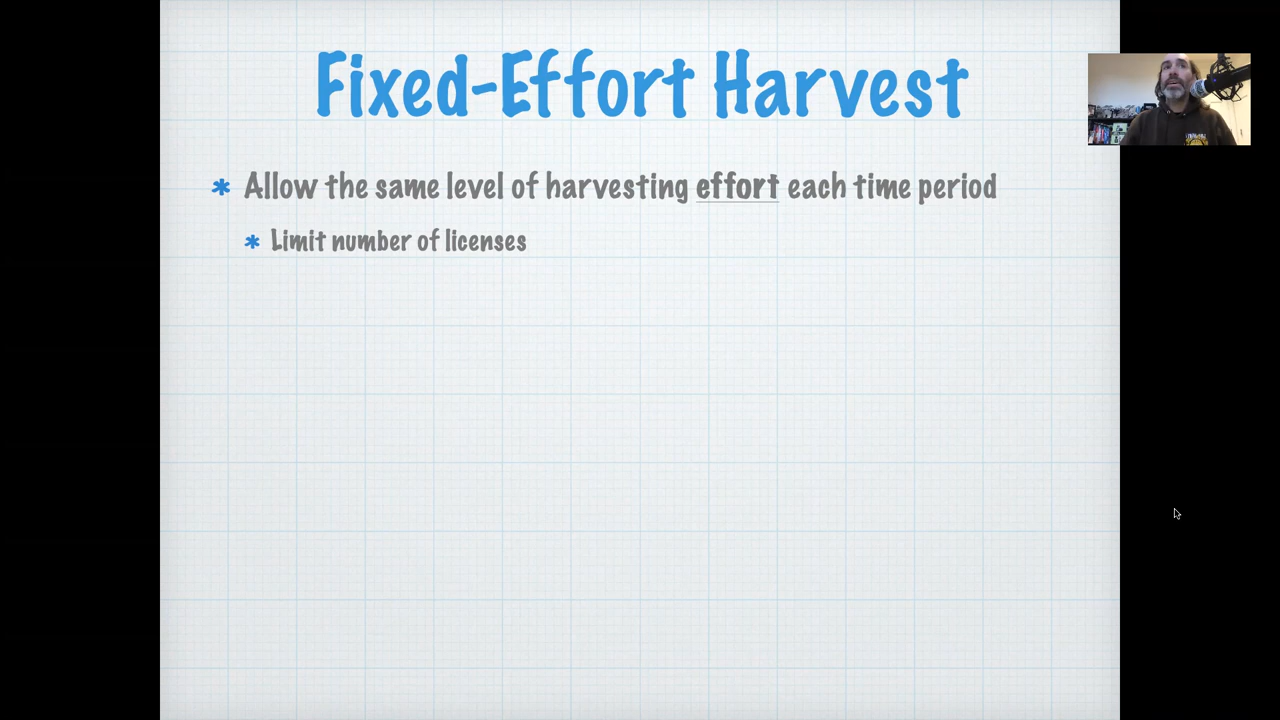 Fixed-Effort Harvest
* Allow the same level of harvesting effort each time period
* Limit number of licenses